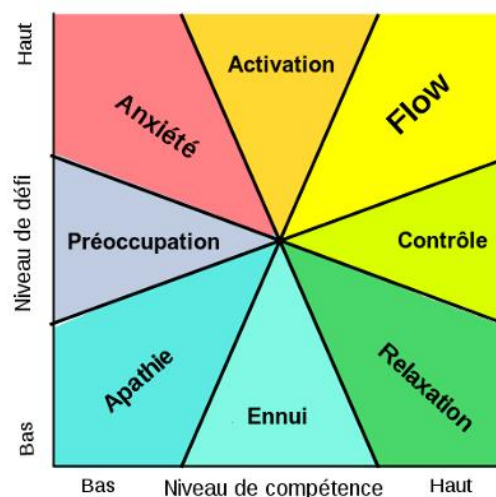 Haut
Activation
Flow
Anxiété
Niveau de défi
Préoccupation
Contrôle
Apathie
Relaxation
Ennui
Bas
Bas
Niveau de compétence
Haut